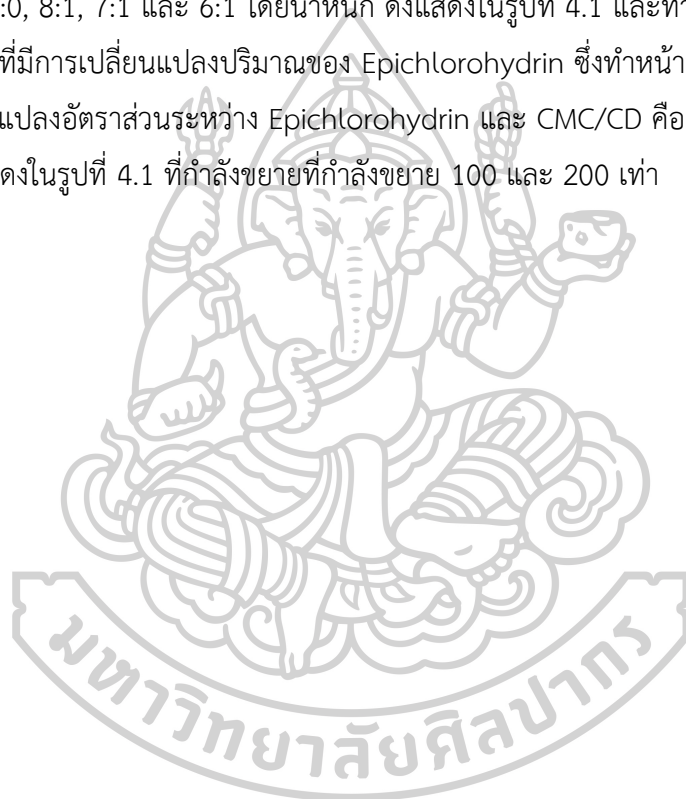 :0, 8:1, 7:1 และ 6:1 โดยน้ำหนัก ดังแสดงในรูปที่ 4.1 และทำ
ที่มีการเปลี่ยนแปลงปริมาณของ Epichlorohydrin ซึ่งทำหน้า
แปลงอัตราส่วนระหว่าง Epichlorohydrin และ CMC/CD คือ
ดงในรูปที่ 4.1 ที่กำลังขยายที่กำลังขยาย 100 และ 200 เท่า
มหาวิทยาลัยศิลปากร